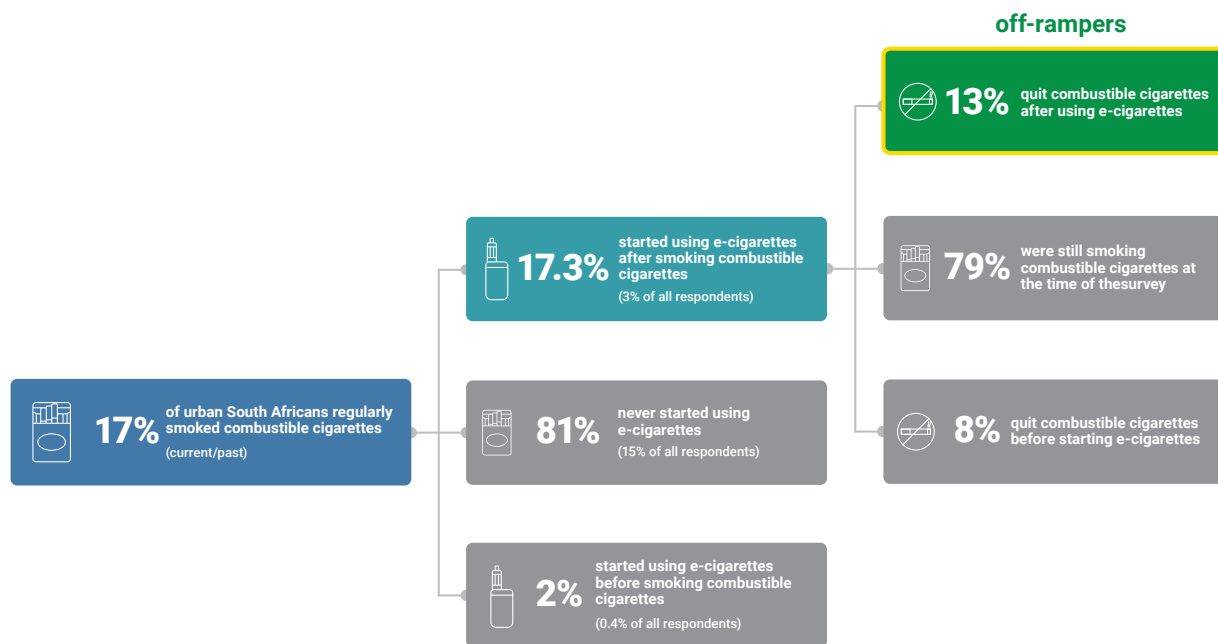 off-rampers
13%
quit combustible cigarettes
after using e-cigarettes
17.3%
started using e-cigarettes
after smoking combustible
cigarettes
(3% of all respondents)
79%
were still smoking
combustible cigarettes at
the time of thesurvey
17%
of urban South Africans regularly
smoked combustible cigarettes
(current/past)
81%
never started using
e-cigarettes
(15% of all respondents)
8%
quit combustible cigarettes
before starting e-cigarettes
2%
started using e-cigarettes
before smoking combustible
cigarettes
(0.4% of all respondents)